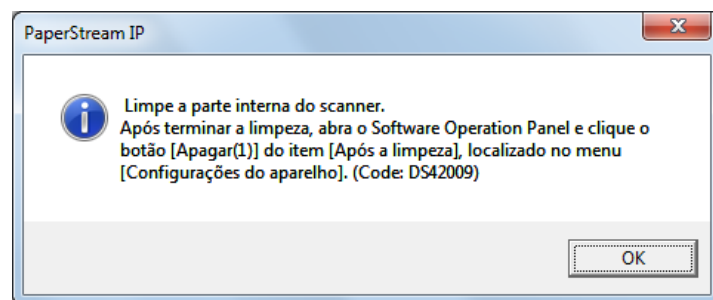 PaperStream IP
Limpe a parte interna do scanner.
Após terminar a limpeza, abra o Software Operation Panel e clique o
botão [Apagar(1)] do item [Após a limpeza], localizado no menu
[Configurações do aparelho]. (Code: DS42009)
OK